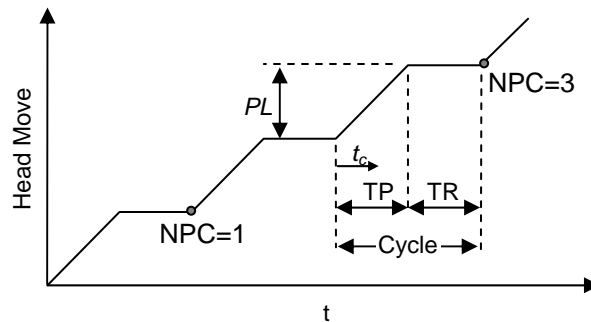 NPC=3
PL
Head Move
t_c
TP
TR
NPC=1
Cycle
t